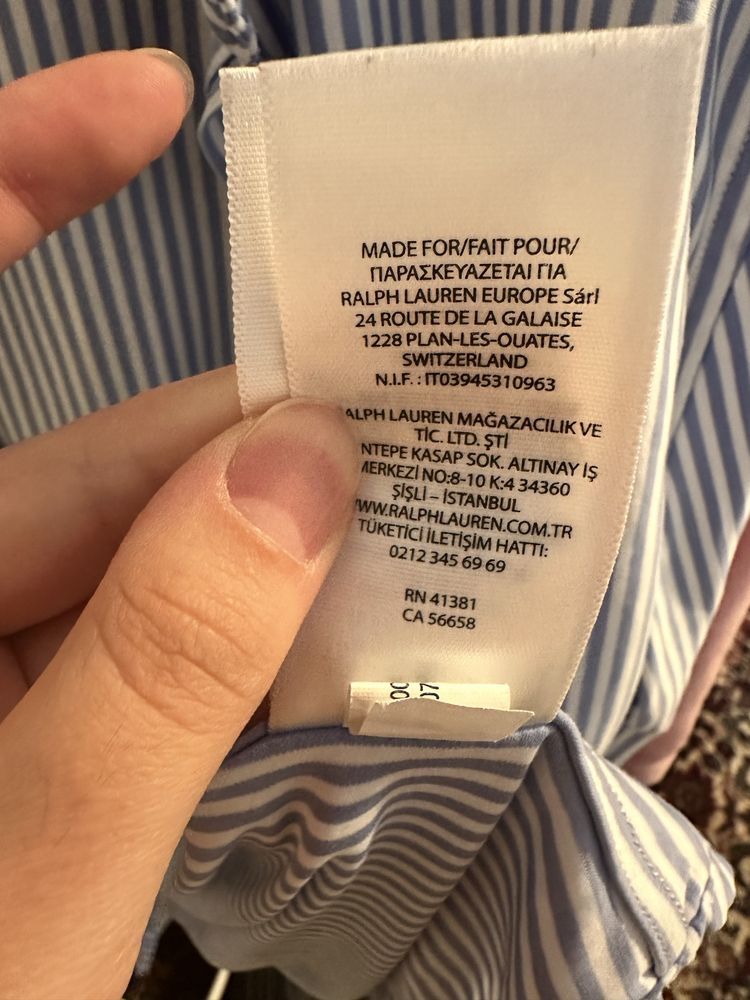 MADE FOR/FAIT POUR/
ΠΑΡΑΣΚΕΥΑΖΕΤΑΙ ΓΙΑ
RALPH LAUREN EUROPE Sárl
24 ROUTE DE LA GALAISE
1228 PLAN-LES-OUATES,
SWITZERLAND
N.I.F. : IT03945310963
ALPH LAUREN MAĞAZACILIK VE
TİC. LTD. ŞTİ
NTEPE KASAP SOK. ALTINAY İŞ
MERKEZİ NO:8-10 K:4 34360
ŞİŞLİ – İSTANBUL
WWW.RALPHLAUREN.COM.TR
TÜKETİCİ İLETİŞİM HATTI:
0212 345 69 69
RN 41381
CA 56658
07